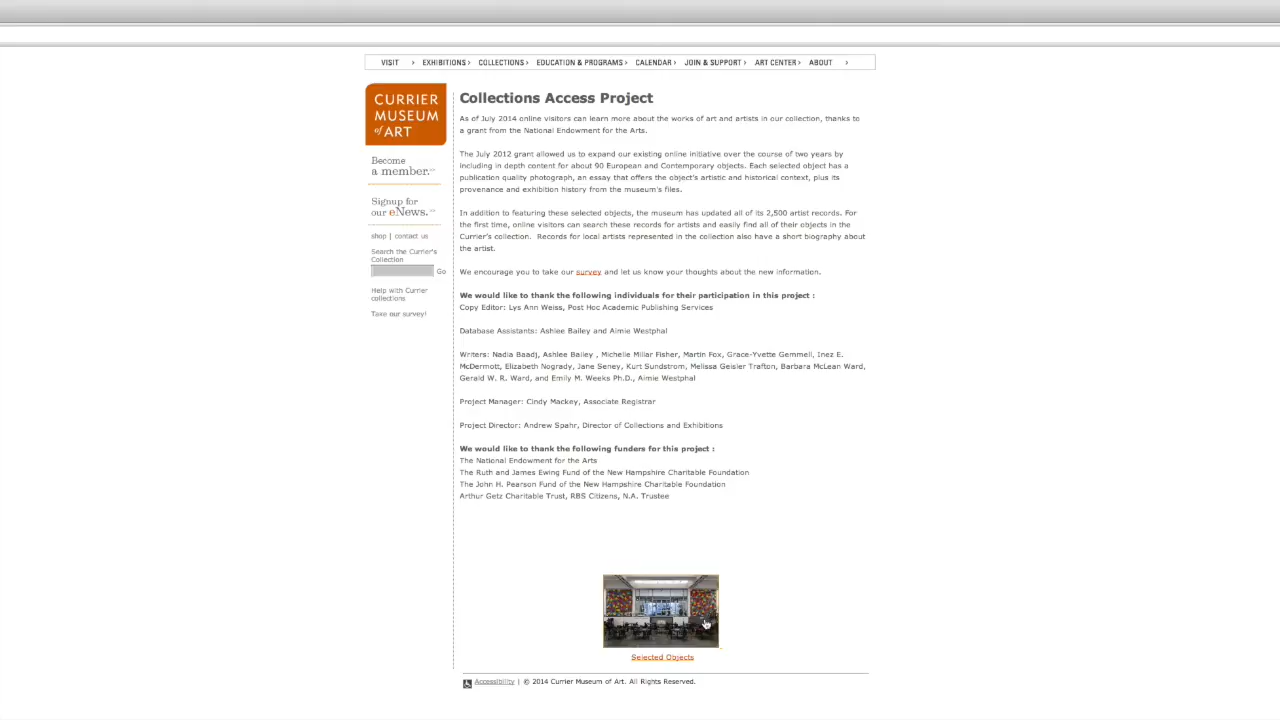 VISIT › EXHIBITIONS › COLLECTIONS › EDUCATION & PROGRAMS › CALENDAR › JOIN & SUPPORT › ART CENTER › ABOUT ›
CURRIER
MUSEUM
of ART
Become
a member.>>
Signup for
our eNews.>>
shop | contact us
Search the Currier's
Collection
Go
Help with Currier
collections
Take our survey!
Collections Access Project
As of July 2014 online visitors can learn more about the works of art and artists in our collection, thanks to
a grant from the National Endowment for the Arts.
The July 2012 grant allowed us to expand our existing online initiative over the course of two years by
including in depth content for about 90 European and Contemporary objects. Each selected object has a
publication quality photograph, an essay that offers the object's artistic and historical context, plus its
provenance and exhibition history from the museum's files.
In addition to featuring these selected objects, the museum has updated all of its 2,500 artist records. For
the first time, online visitors can search these records for artists and easily find all of their objects in the
Currier's collection. Records for local artists represented in the collection also have a short biography about
the artist.
We encourage you to take our survey and let us know your thoughts about the new information.
We would like to thank the following individuals for their participation in this project :
Copy Editor: Lys Ann Weiss, Post Hoc Academic Publishing Services
Database Assistants: Ashlee Bailey and Aimie Westphal
Writers: Nadia Baadj, Ashlee Bailey , Michelle Millar Fisher, Martin Fox, Grace-Yvette Gemmell, Inez E.
McDermott, Elizabeth Nogrady, Jane Seney, Kurt Sundstrom, Melissa Geisler Trafton, Barbara McLean Ward,
Gerald W. R. Ward, and Emily M. Weeks Ph.D., Aimie Westphal
Project Manager: Cindy Mackey, Associate Registrar
Project Director: Andrew Spahr, Director of Collections and Exhibitions
We would like to thank the following funders for this project :
The National Endowment for the Arts
The Ruth and James Ewing Fund of the New Hampshire Charitable Foundation
The John H. Pearson Fund of the New Hampshire Charitable Foundation
Arthur Getz Charitable Trust, RBS Citizens, N.A. Trustee
Selected Objects
Accessibility | © 2014 Currier Museum of Art. All Rights Reserved.